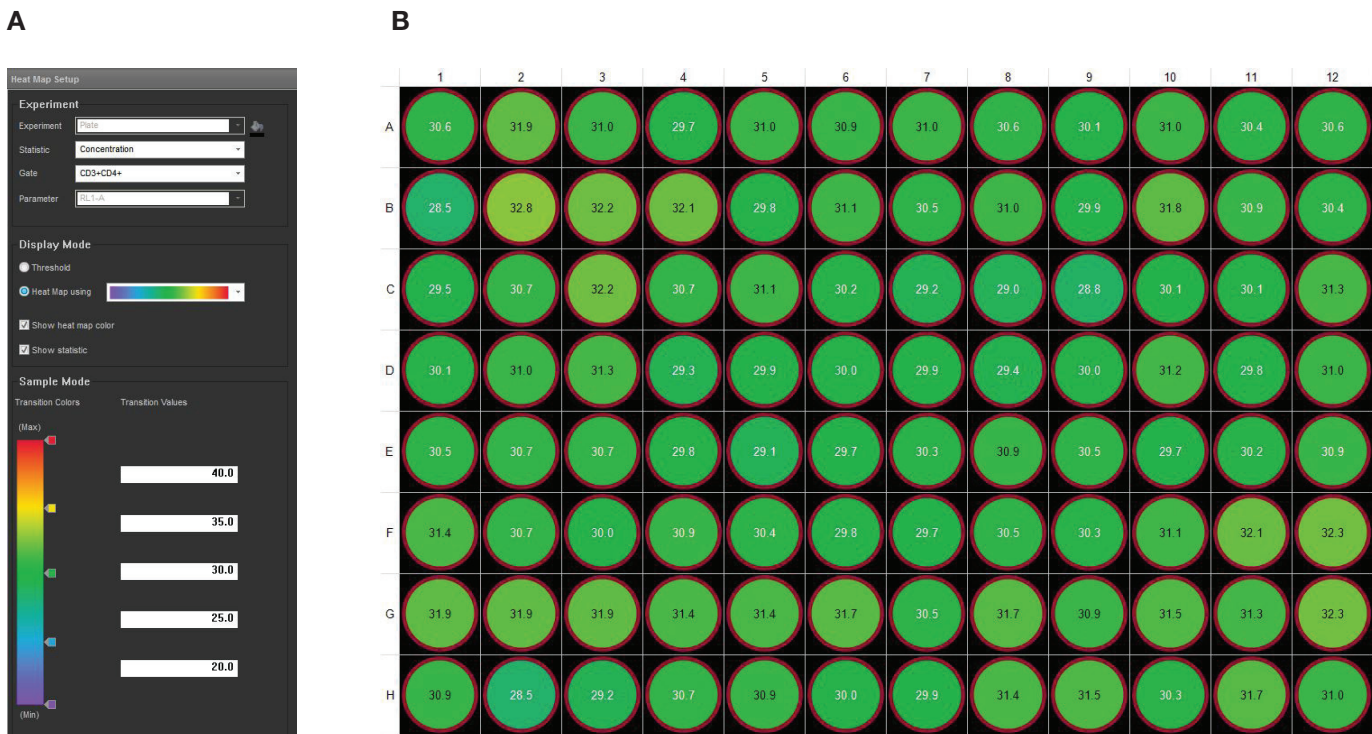 A
B
Heat Map Setup
Experiment
Experiment Plate
Statistic Concentration
Gate CD3+CD4+
Parameter RL1-A
Display Mode
Threshold
Heat Map using
Show heat map color
Show statistic
Sample Mode
Transition Colors Transition Values
(Max)
40.0
35.0
30.0
25.0
20.0
(Min)
1 2 3 4 5 6 7 8 9 10 11 12
A 30.6 31.9 31.0 29.7 31.0 30.9 31.0 30.6 30.1 31.0 30.4 30.6
B 28.5 32.8 32.2 32.1 29.8 31.1 30.5 31.0 29.9 31.8 30.9 30.4
C 29.5 30.7 32.2 30.7 31.1 30.2 29.2 29.0 28.8 30.1 30.1 31.3
D 30.1 31.0 31.3 29.3 29.9 30.0 29.9 29.4 30.0 31.2 29.8 31.0
E 30.5 30.7 30.7 29.8 29.1 29.7 30.3 30.9 30.5 29.7 30.2 30.9
F 31.4 30.7 30.0 30.9 30.4 29.8 29.7 30.5 30.3 31.1 32.1 32.3
G 31.9 31.9 31.9 31.4 31.4 31.7 30.5 31.7 30.9 31.5 31.3 32.3
H 30.9 28.5 29.2 30.7 30.9 30.0 29.9 31.4 31.5 30.3 31.7 31.0